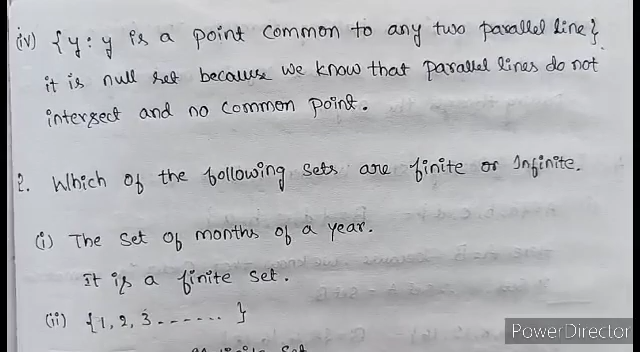 (iv) {y : y is a point common to any two parallel line}
it is null set because we know that parallel lines do not
intersect and no common point.
2. Which of the following sets are finite or Infinite.
(i) The set of months of a year.
It is a finite set.
(ii) {1, 2, 3 ------- }
PowerDirector
set